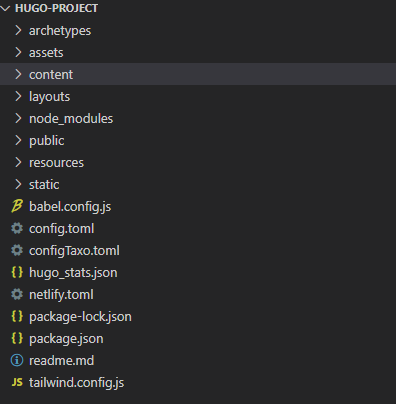 HUGO-PROJECT
archetypes
assets
content
layouts
node_modules
public
resources
static
babel.config.js
config.toml
configTaxo.toml
{} hugo_stats.json
netlify.toml
{} package-lock.json
{} package.json
readme.md
JS tailwind.config.js